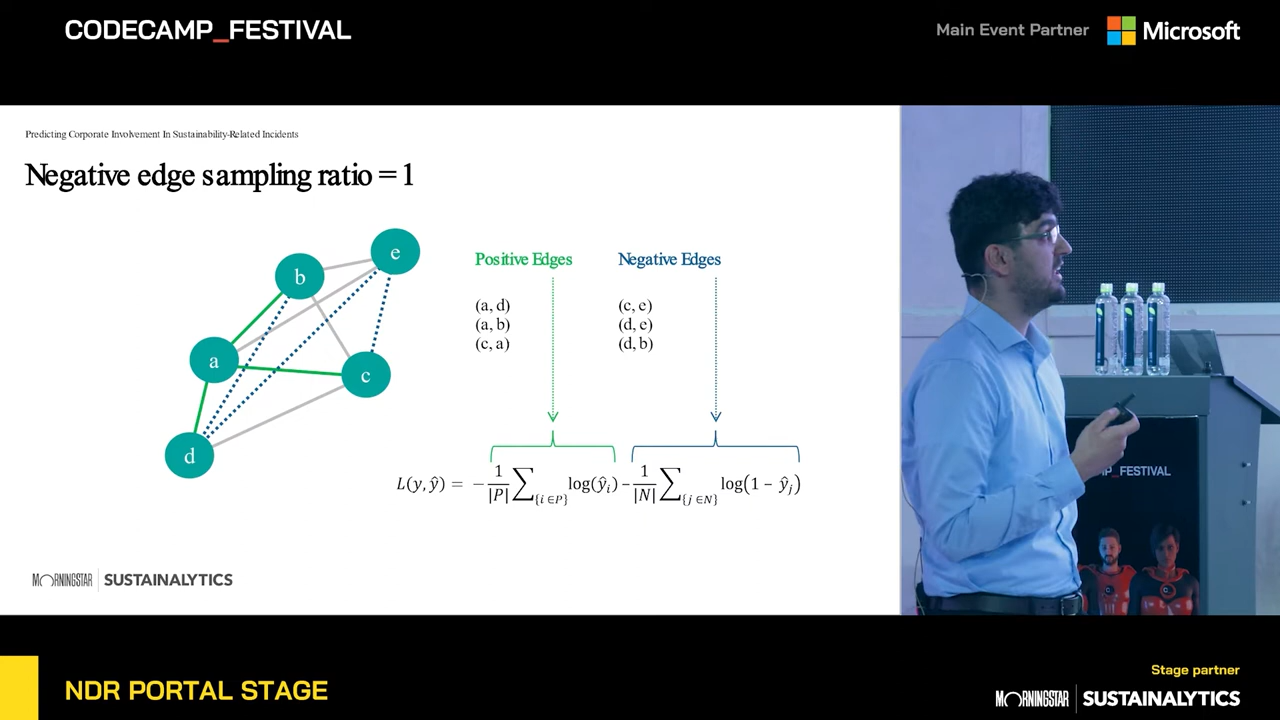 CODECAMP_FESTIVAL
Main Event Partner Microsoft
Predicting Corporate Involvement In Sustainability-Related Incidents
Negative edge sampling ratio = 1
e
b
a
c
d
Positive Edges
(a, d)
(a, b)
(c, a)
Negative Edges
(c, e)
(d, e)
(d, b)
L(y, ŷ) = − 1/|P| ∑{i ∈P} log(ŷᵢ) − 1/|N| ∑{j ∈N} log(1 − ŷⱼ)
MORNINGSTAR | SUSTAINALYTICS
P_FESTIVAL
NDR PORTAL STAGE
Stage partner
MORNINGSTAR | SUSTAINALYTICS